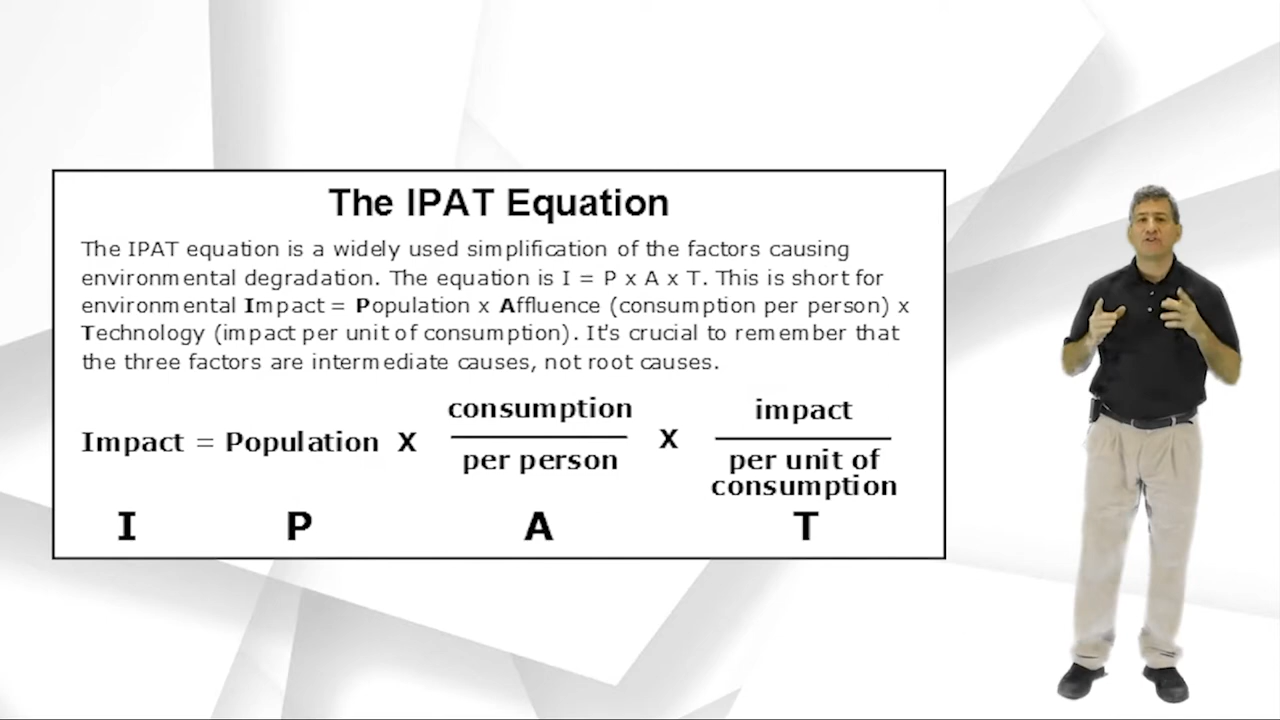 The IPAT Equation
The IPAT equation is a widely used simplification of the factors causing
environmental degradation. The equation is I = P x A x T. This is short for
environmental Impact = Population x Affluence (consumption per person) x
Technology (impact per unit of consumption). It's crucial to remember that
the three factors are intermediate causes, not root causes.
Impact = Population X consumption per person X impact per unit of consumption
I P A T